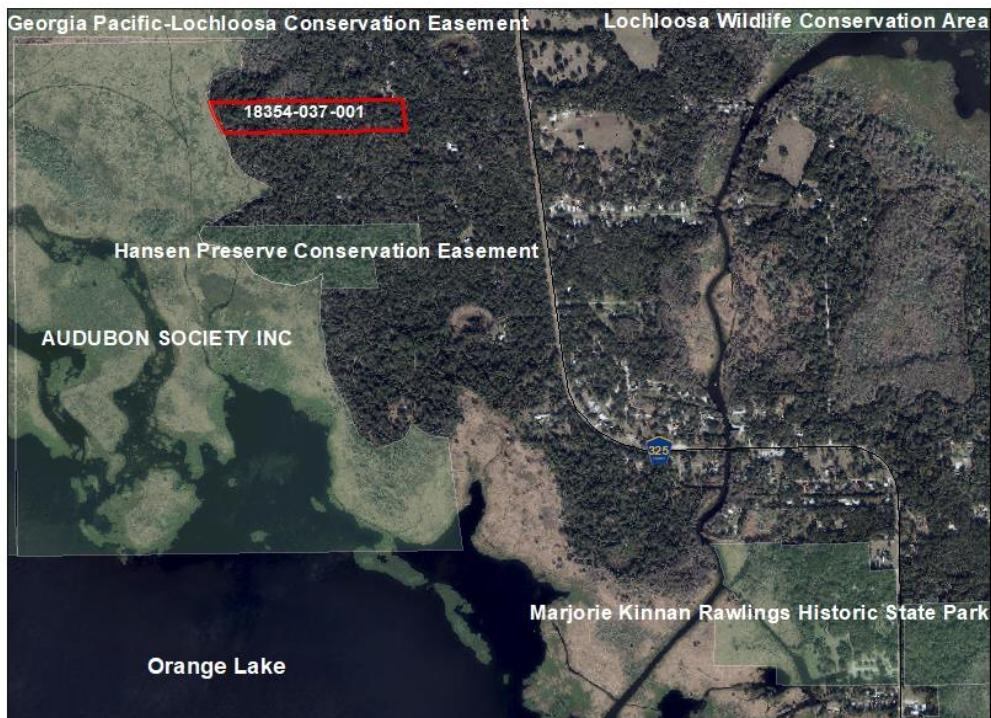 Georgia Pacific-Lochloosa Conservation Easement
Lochloosa Wildlife Conservation Area
18354-037-001
Hansen Preserve Conservation Easement
AUDUBON SOCIETY INC
325
Marjorie Kinnan Rawlings Historic State Park
Orange Lake